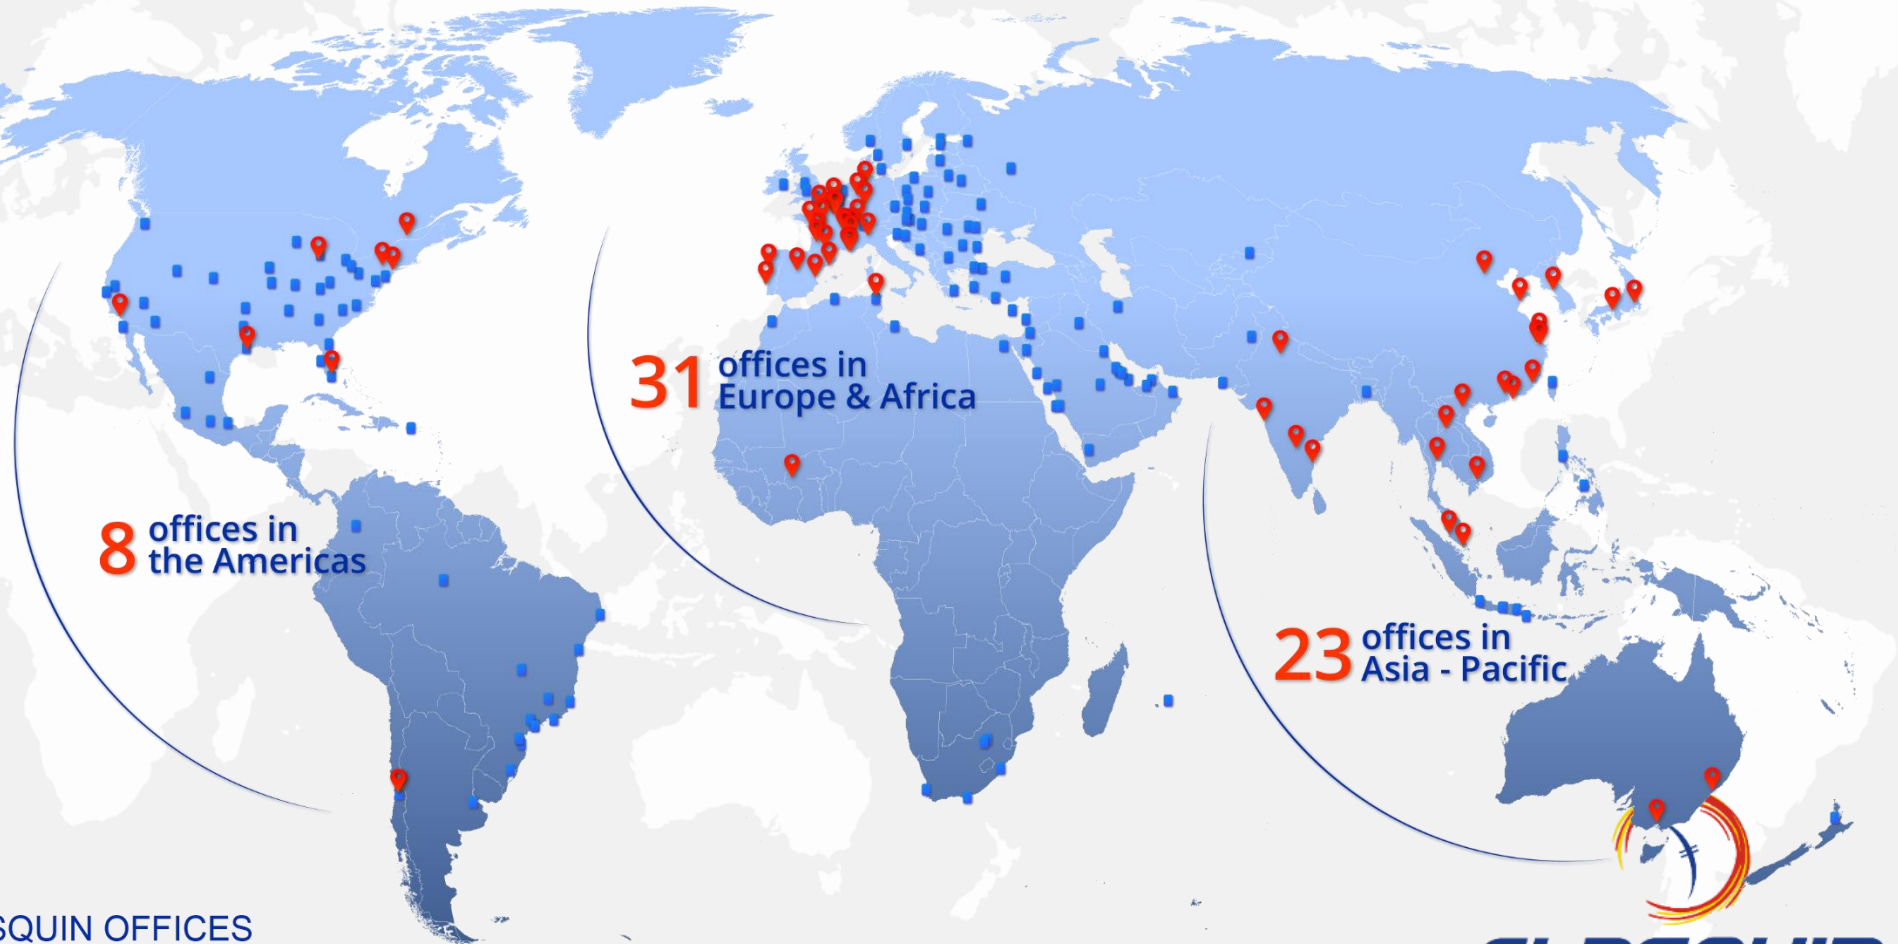 8 offices in
the Americas
31 offices in
Europe & Africa
23 offices in
Asia - Pacific
SQUIN OFFICES